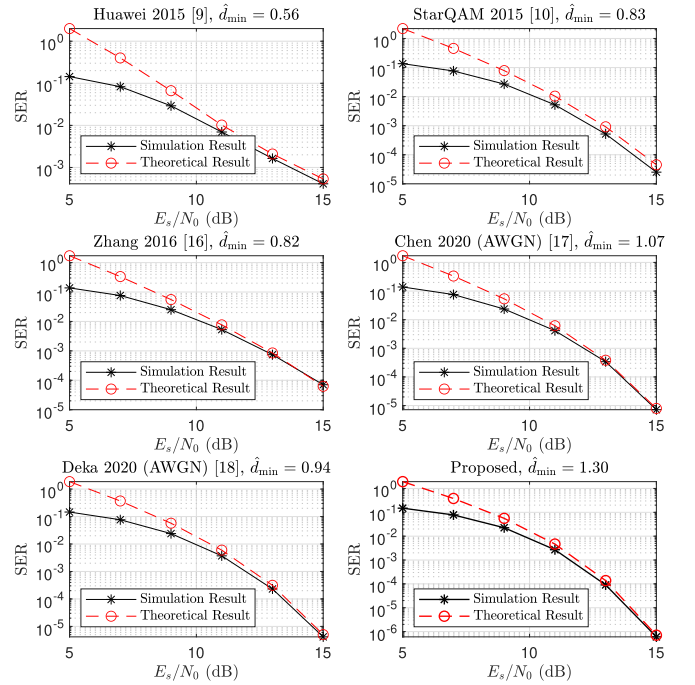 Huawei 2015 [9], d̂min = 0.56
10^0
10^-1
10^-2
10^-3
SER
Simulation Result
Theoretical Result
5 10 15
Es/N0 (dB)
StarQAM 2015 [10], d̂min = 0.83
10^0
10^-1
10^-2
10^-3
10^-4
10^-5
SER
Simulation Result
Theoretical Result
5 10 15
Es/N0 (dB)
Zhang 2016 [16], d̂min = 0.82
10^0
10^-1
10^-2
10^-3
10^-4
10^-5
SER
Simulation Result
Theoretical Result
5 10 15
Es/N0 (dB)
Chen 2020 (AWGN) [17], d̂min = 1.07
10^0
10^-1
10^-2
10^-3
10^-4
10^-5
SER
Simulation Result
Theoretical Result
5 10 15
Es/N0 (dB)
Deka 2020 (AWGN) [18], d̂min = 0.94
10^0
10^-1
10^-2
10^-3
10^-4
10^-5
SER
Simulation Result
Theoretical Result
5 10 15
Es/N0 (dB)
Proposed, d̂min = 1.30
10^0
10^-1
10^-2
10^-3
10^-4
10^-5
10^-6
SER
Simulation Result
Theoretical Result
5 10 15
Es/N0 (dB)